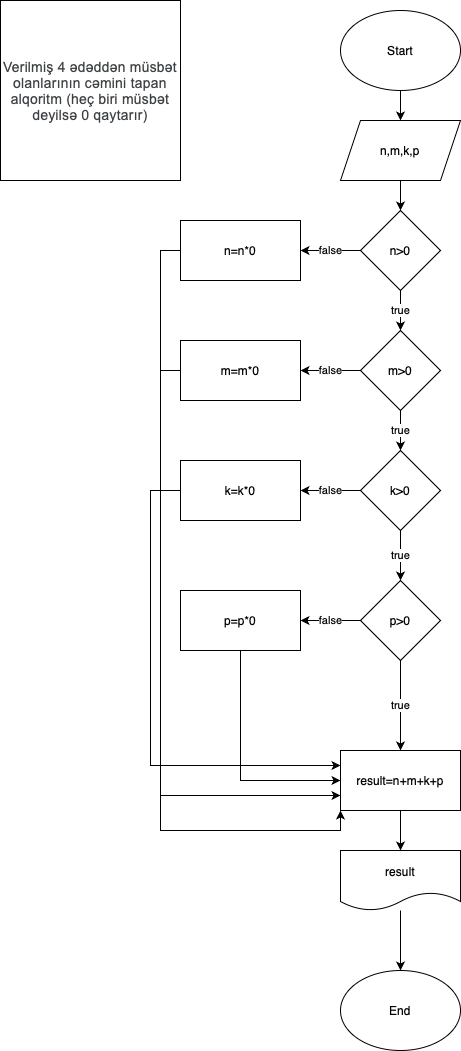 Verilmiş 4 ədəddən müsbət
olanlarının cəmini tapan
alqoritm (heç biri müsbət
deyilsə 0 qaytarır)
Start
n,m,k,p
n=n*0
false
n>0
true
m=m*0
false
m>0
true
k=k*0
false
k>0
true
p=p*0
false
p>0
true
result=n+m+k+p
result
End